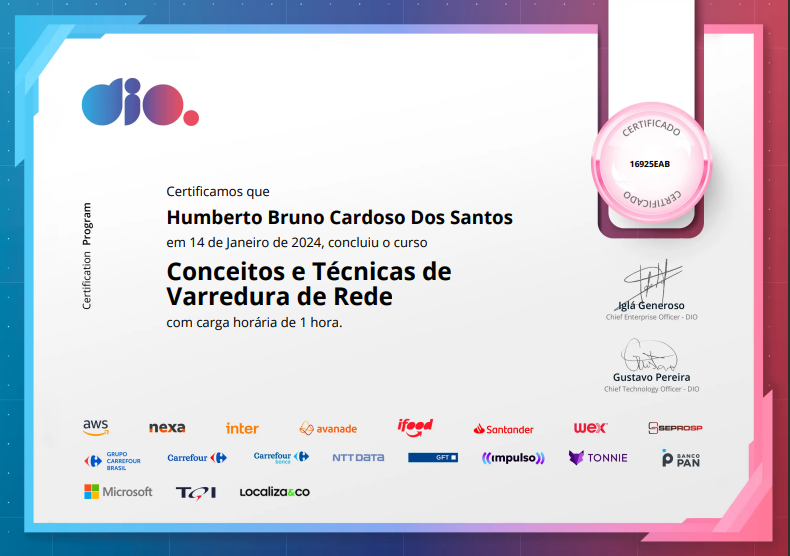 dio.
CERTIFICADO
16925EAB
CERTIFICADO
Certification Program
Certificamos que
Humberto Bruno Cardoso Dos Santos
em 14 de Janeiro de 2024, concluiu o curso
Conceitos e Técnicas de
Varredura de Rede
com carga horária de 1 hora.
Iglá Generoso
Chief Enterprise Officer - DIO
Gustavo Pereira
Chief Technology Officer - DIO
aws nexa inter avanade ifood Santander wex SEPROSP
GRUPO CARREFOUR BRASIL Carrefour Carrefour banco NTT DATA GFT impulso TONNIE BANCO PAN
Microsoft TQI LOCALIZA&CO